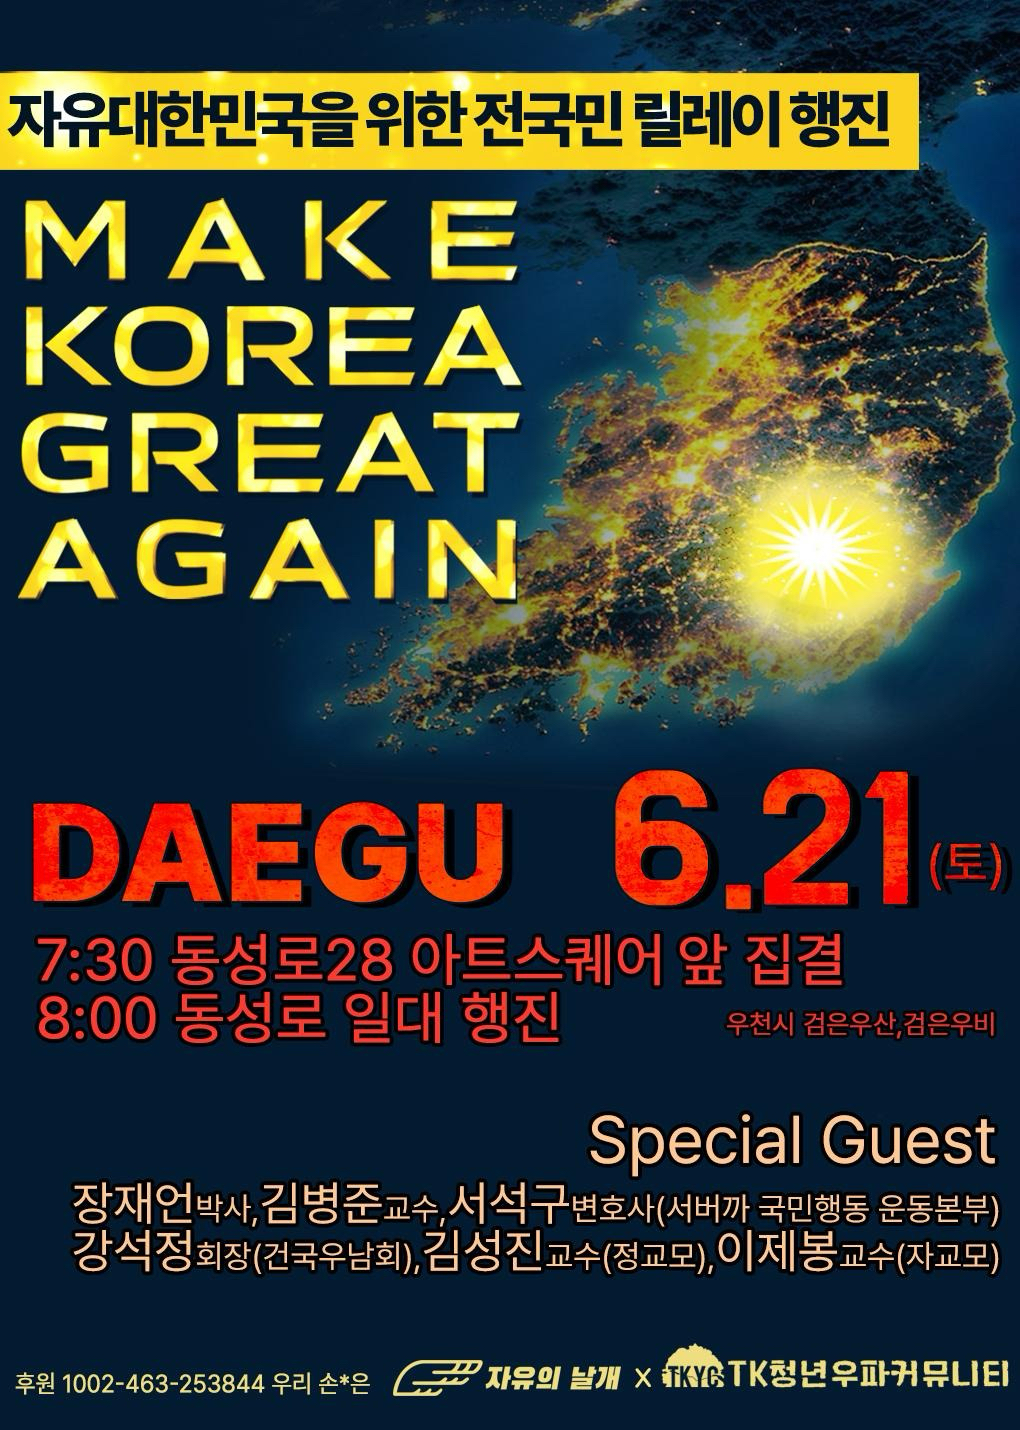 자유대한민국을 위한 전국민 릴레이 행진
MAKE
KOREA
GREAT
AGAIN
DAEGU 6.21(토)
7:30 동성로28 아트스퀘어 앞 집결
8:00 동성로 일대 행진
우천시 검은우산,검은우비
Special Guest
장재언박사,김병준교수,서석구변호사(서버까 국민행동 운동본부)
강석정회장(건국우남회),김성진교수(정교모),이제봉교수(자교모)
후원 1002-463-253844 우리 손*은 자유의 날개 X TKYC TK청년우파커뮤니티